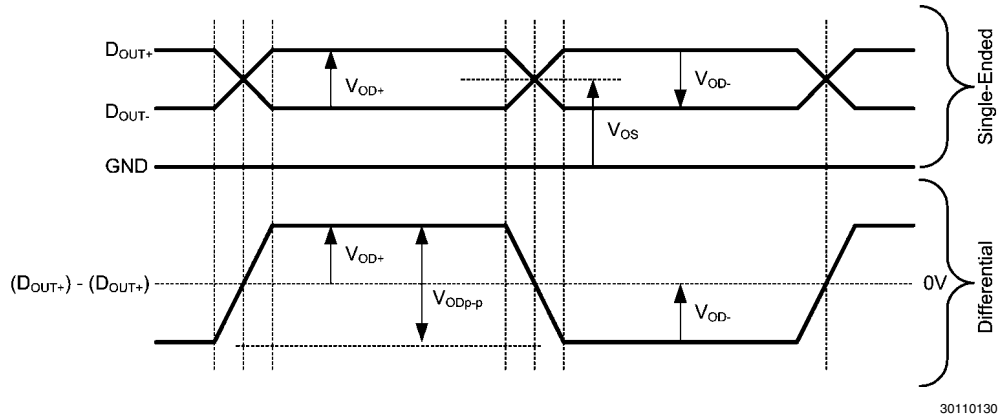 DOUT+
VOD+
VOD-
DOUT-
VOS
GND
Single-Ended
VOD+
(DOUT+) - (DOUT+)
VODp-p
VOD-
0V
Differential
30110130